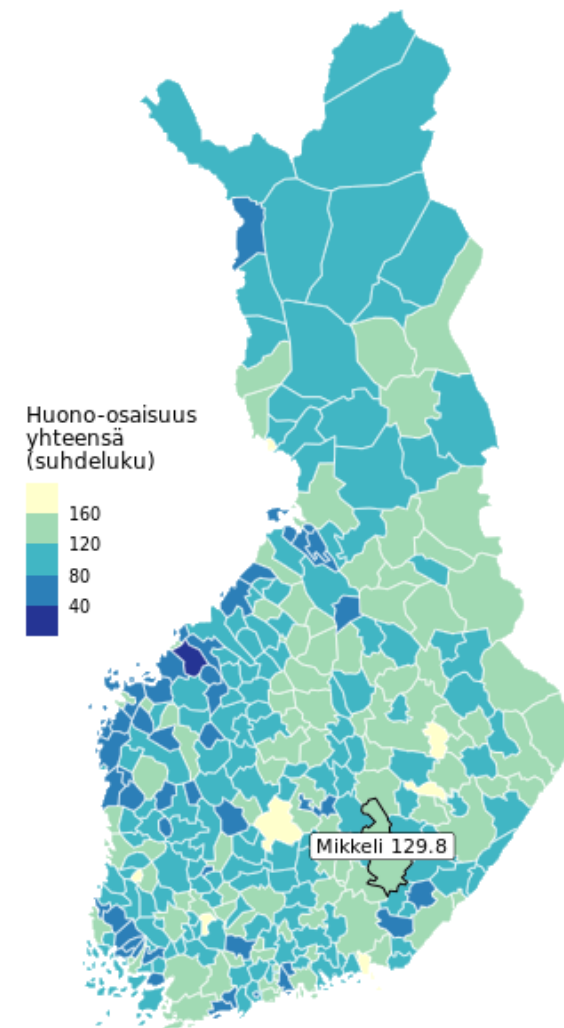 Huono-osaisuus
yhteensä
(suhdeluku)
160
120
80
40
Mikkeli 129.8